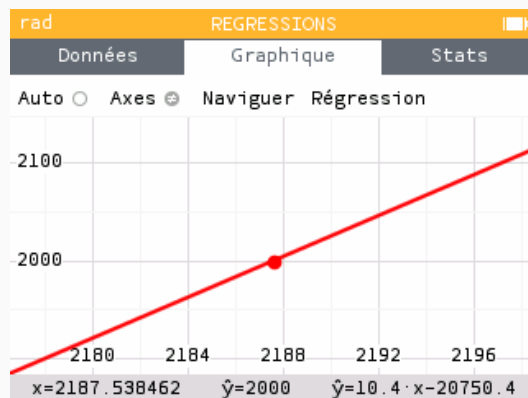 rad REGRESSIONS
Données Graphique Stats
Auto Axes Naviguer Régression
2100
2000
2180 2184 2188 2192 2196
x=2187.538462 ŷ=2000 ŷ=10.4·x-20750.4